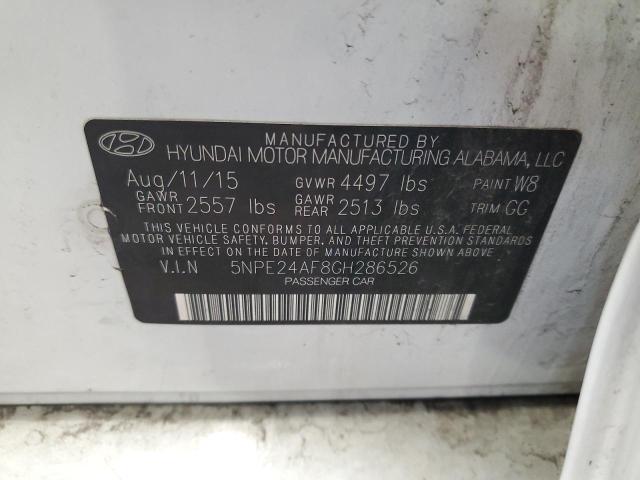 MANUFACTURED BY
HYUNDAI MOTOR MANUFACTURING ALABAMA, LLC
Aug/11/15 GVWR 4497 lbs PAINT W8
GAWR FRONT 2557 lbs GAWR REAR 2513 lbs TRIM GG
THIS VEHICLE CONFORMS TO ALL APPLICABLE U.S.A. FEDERAL
MOTOR VEHICLE SAFETY, BUMPER, AND THEFT PREVENTION
STANDARDS IN EFFECT ON THE DATE OF MANUFACTURE SHOWN ABOVE.
V.I.N 5NPE24AF8GH286526
PASSENGER CAR